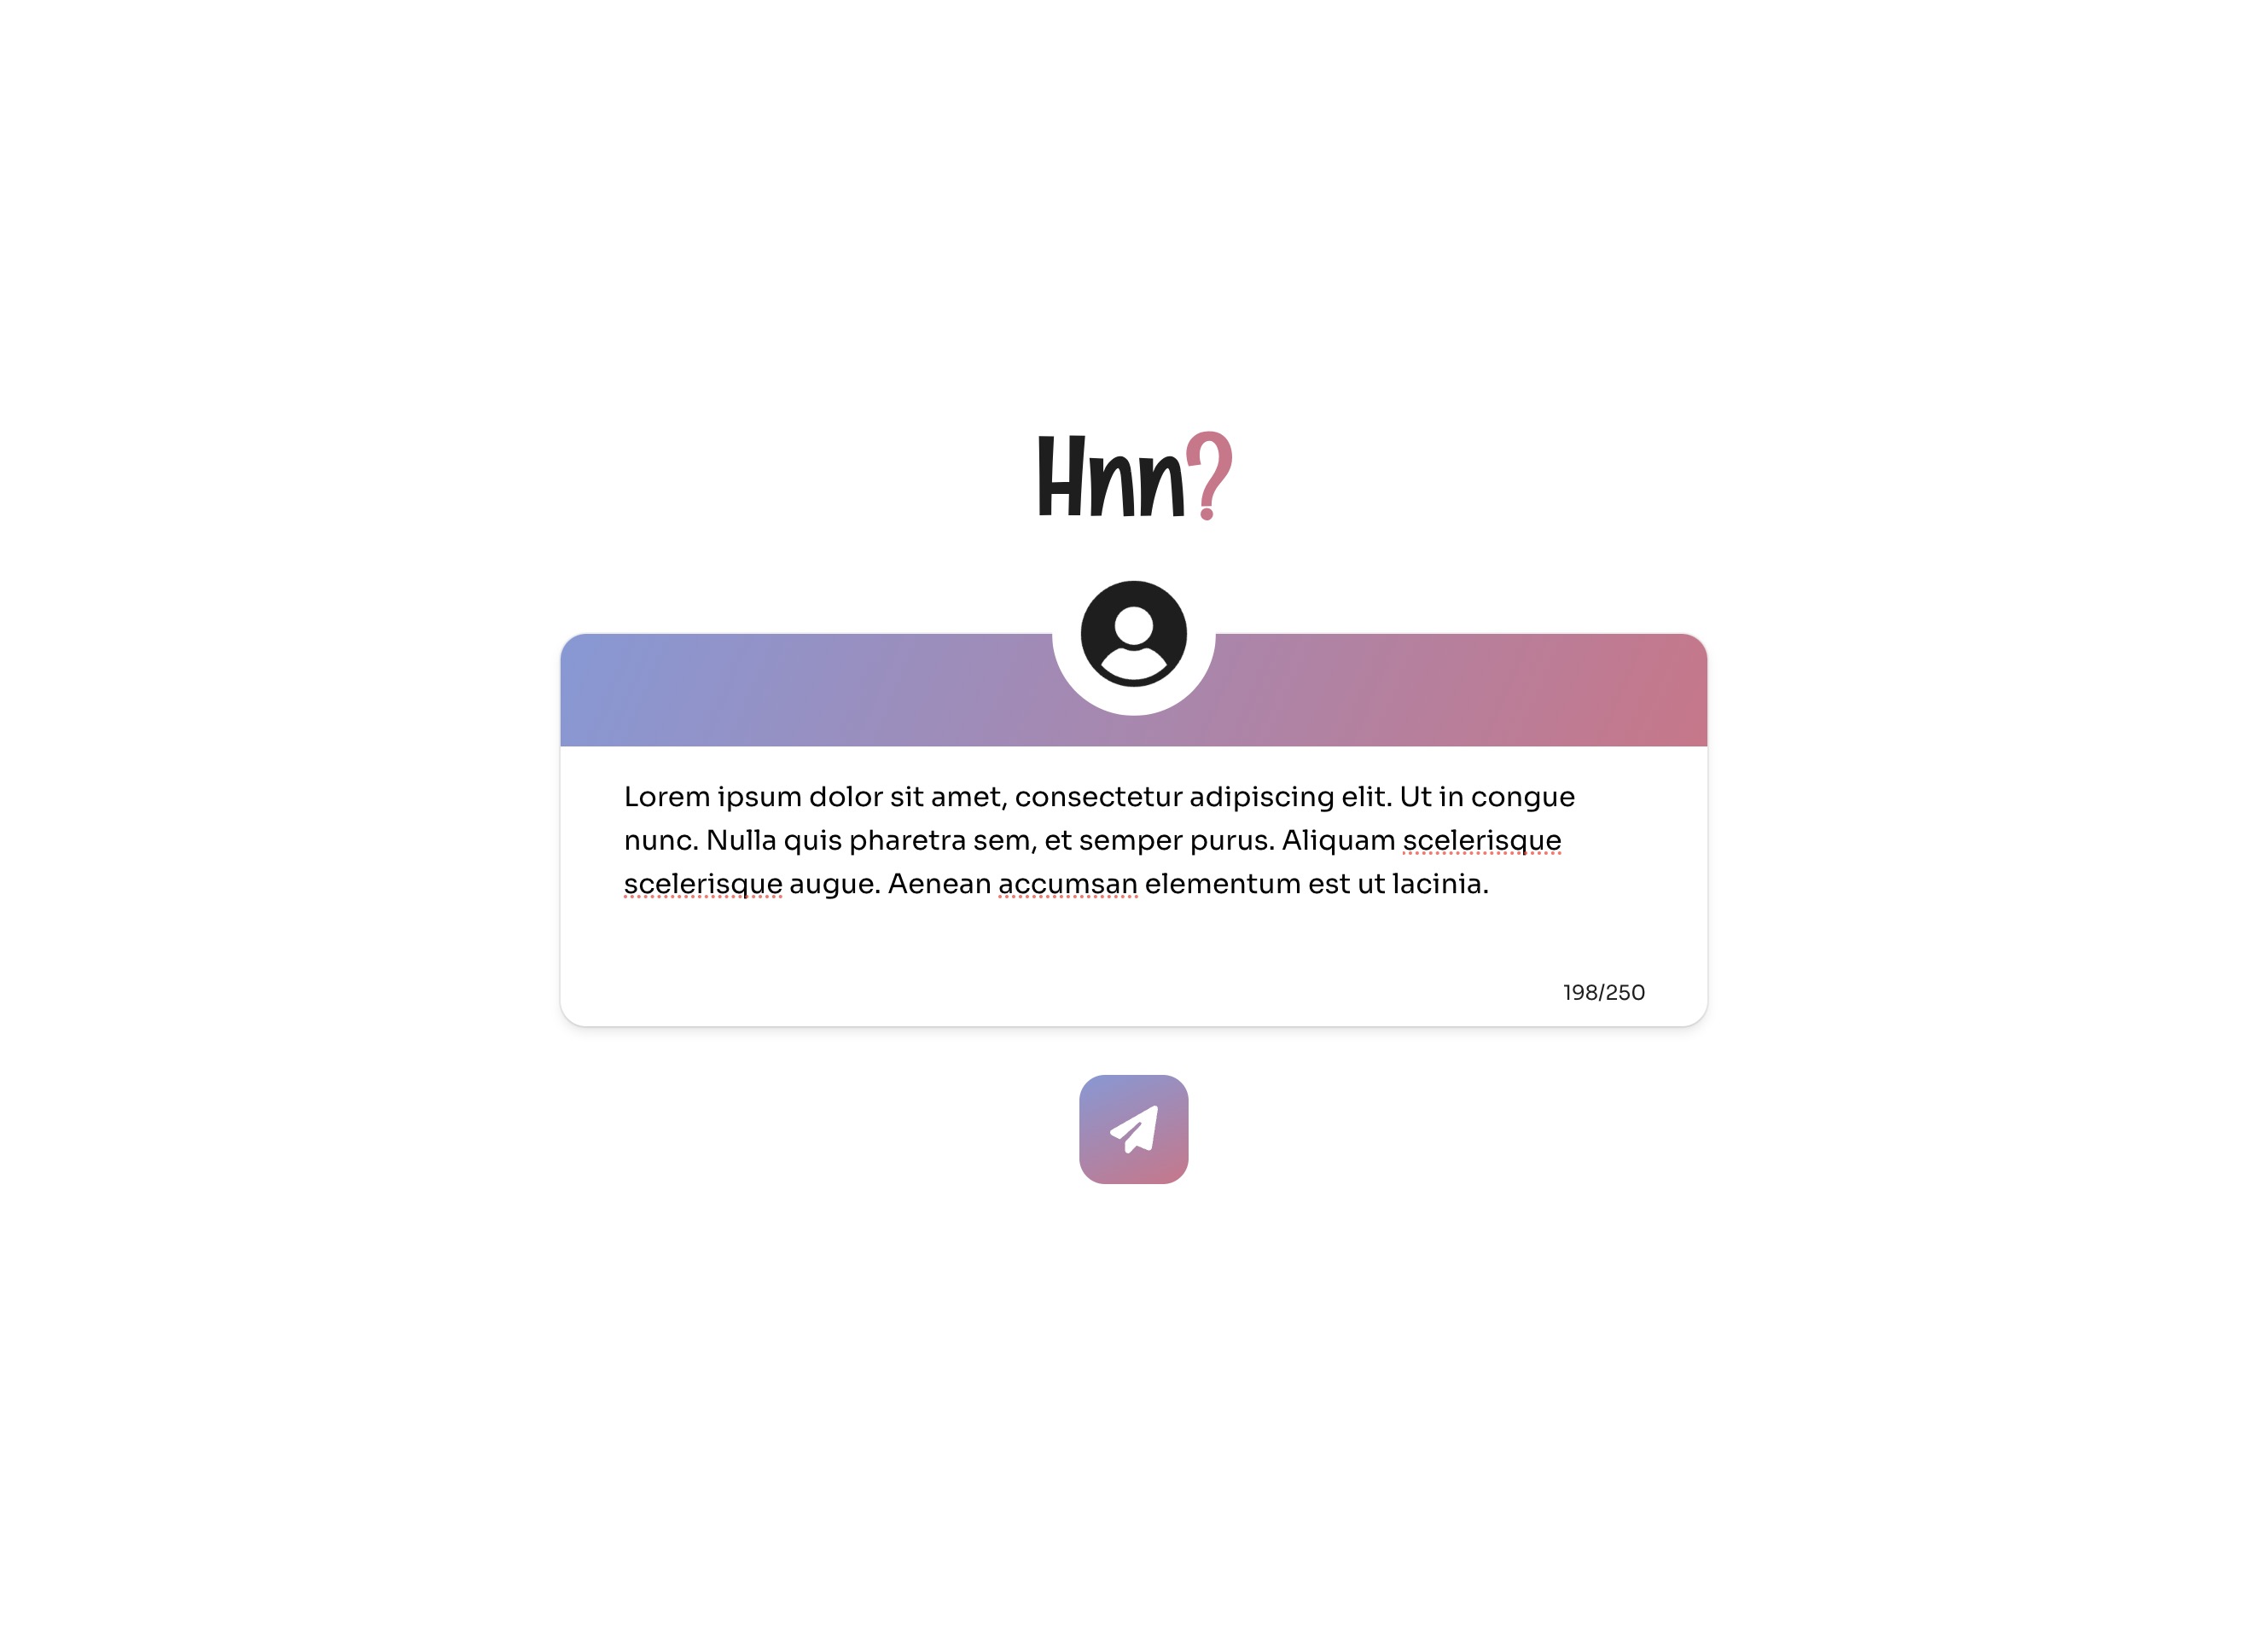 Hnn?
Lorem ipsum dolor sit amet, consectetur adipiscing elit. Ut in congue
nunc. Nulla quis pharetra sem, et semper purus. Aliquam scelerisque
scelerisque augue. Aenean accumsan elementum est ut lacinia.
198/250